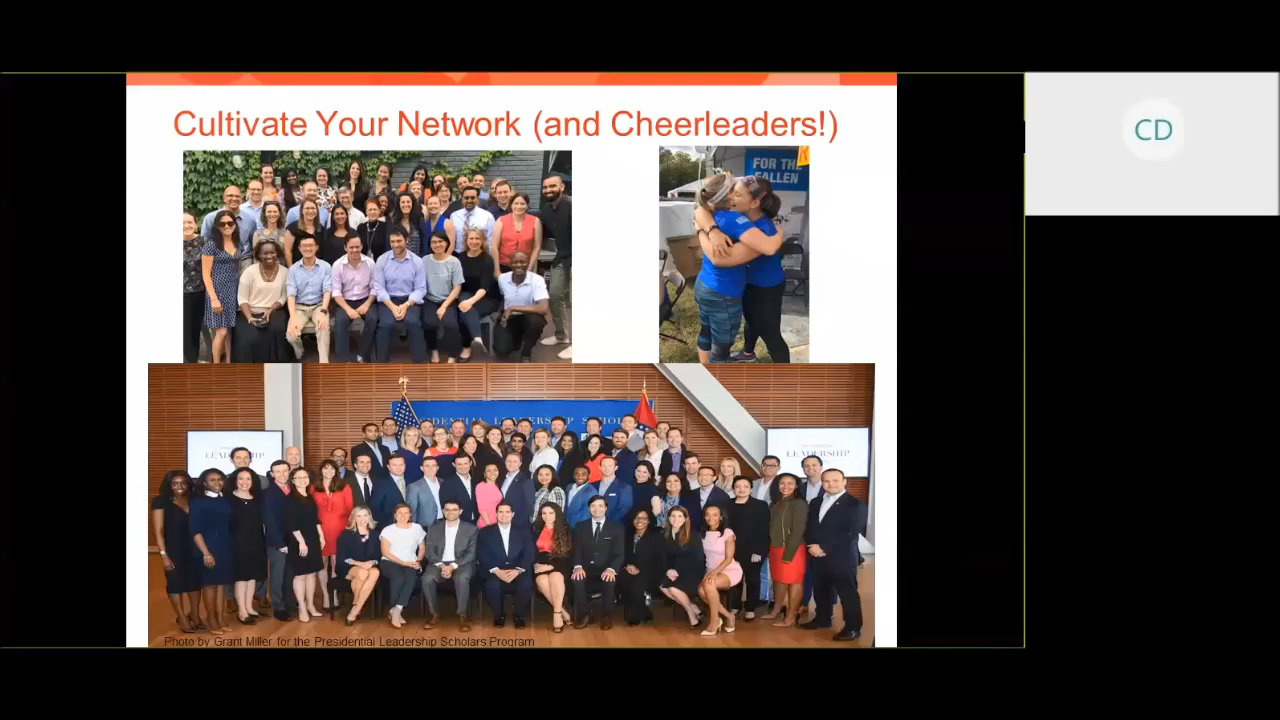 Cultivate Your Network (and Cheerleaders!)
CD
FOR THE
FALLEN
LEADERSHIP
LEADERSHIP
Photo by Grant Miller for the Presidential Leadership Scholars Program